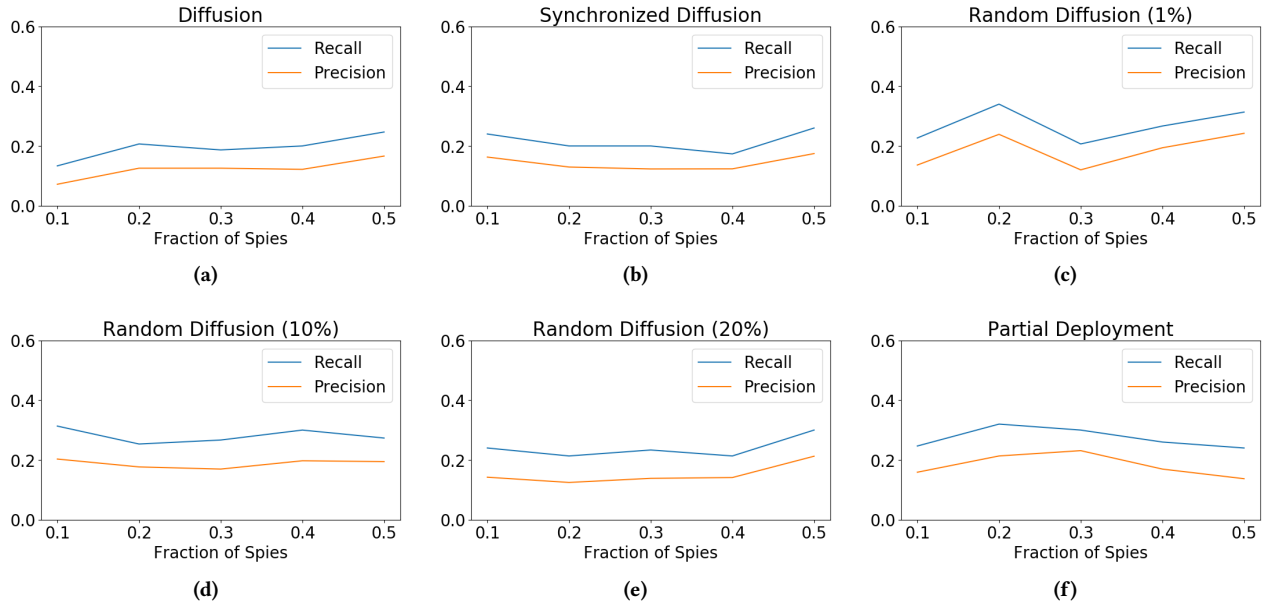 Diffusion
0.6
0.4
0.2
0.0
Recall
Precision
0.1 0.2 0.3 0.4 0.5
Fraction of Spies
(a)
Synchronized Diffusion
0.6
0.4
0.2
0.0
Recall
Precision
0.1 0.2 0.3 0.4 0.5
Fraction of Spies
(b)
Random Diffusion (1%)
0.6
0.4
0.2
0.0
Recall
Precision
0.1 0.2 0.3 0.4 0.5
Fraction of Spies
(c)
Random Diffusion (10%)
0.6
0.4
0.2
0.0
Recall
Precision
0.1 0.2 0.3 0.4 0.5
Fraction of Spies
(d)
Random Diffusion (20%)
0.6
0.4
0.2
0.0
Recall
Precision
0.1 0.2 0.3 0.4 0.5
Fraction of Spies
(e)
Partial Deployment
0.6
0.4
0.2
0.0
Recall
Precision
0.1 0.2 0.3 0.4 0.5
Fraction of Spies
(f)